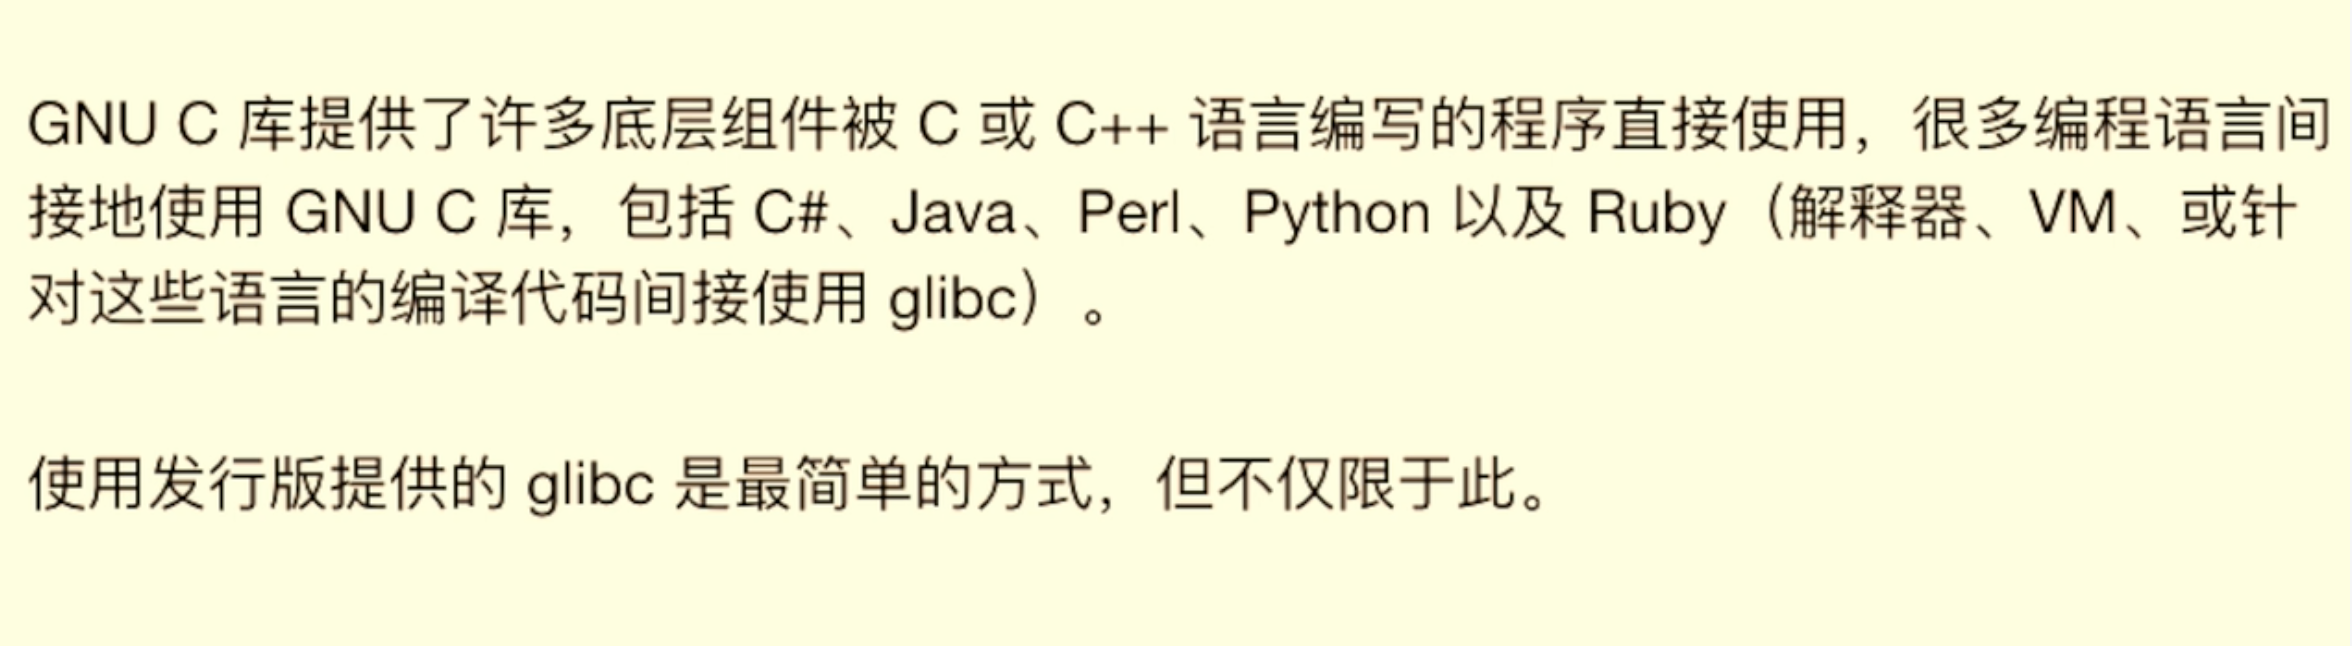 GNU C 库提供了许多底层组件被 C 或 C++ 语言编写的程序直接使用，很多编程语言间
接地使用 GNU C 库，包括 C#、Java、Perl、Python 以及 Ruby（解释器、VM、或针
对这些语言的编译代码间接使用 glibc）。
使用发行版提供的 glibc 是最简单的方式，但不仅限于此。